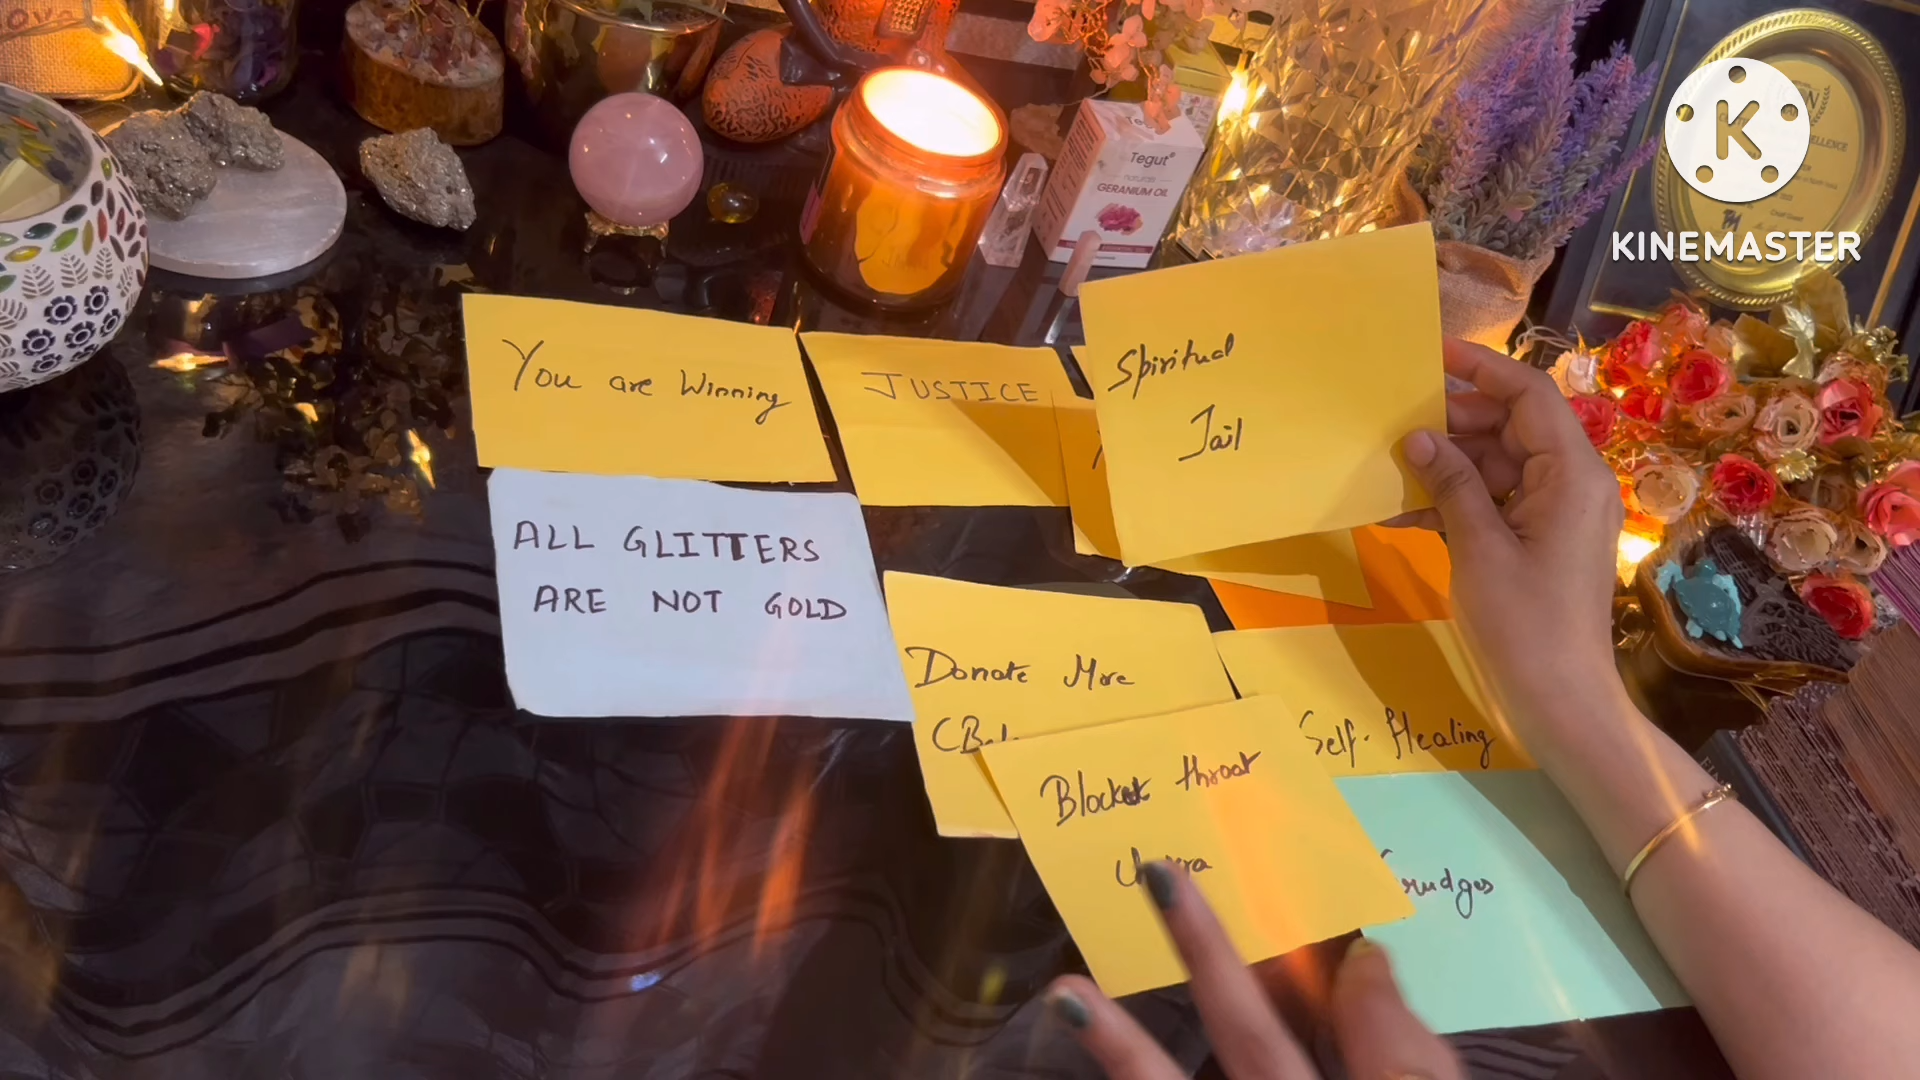 You are Winning
JUSTICE
Spiritual
Jail
ALL GLITTERS
ARE NOT GOLD
Donate More
Self-Healing
throat
Tegut
naturals
GERANIUM OIL
K
KINEMASTER